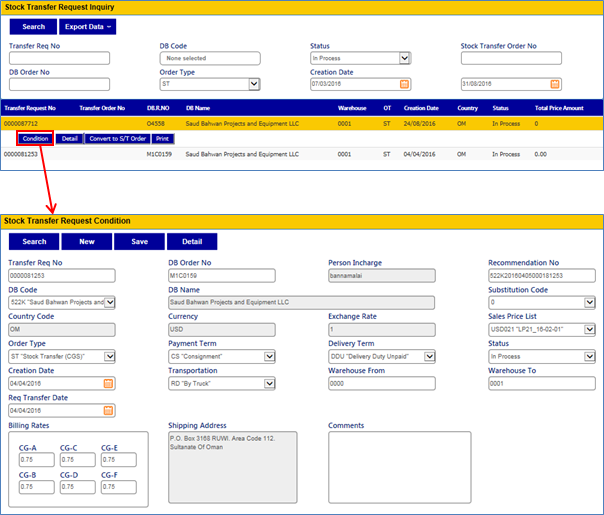 Stock Transfer Request Inquiry
Search Export Data
Transfer Req No DB Code Status Stock Transfer Order No
None selected In Process
DB Order No Order Type Creation Date
ST 07/03/2016 31/08/2016
Transfer Request No Transfer Order No DB.R.NO DB Name Warehouse OT Creation Date Country Status Total Price Amount
0000087712 O4558 Saud Bahwan Projects and Equipment LLC 0001 ST 24/08/2016 OM In Process 0
Condition Detail Convert to S/T Order Print
0000081253 M1C0159 Saud Bahwan Projects and Equipment LLC 0001 ST 04/04/2016 OM In Process 0.00
Stock Transfer Request Condition
Search New Save Detail
Transfer Req No DB Order No Person Incharge Recommendation No
0000081253 M1C0159 bannamalai 522K20160405000181253
DB Code DB Name Substitution Code
522K "Saud Bahwan Projects and Saud Bahwan Projects and Equipment LLC 0
Country Code Currency Exchange Rate Sales Price List
OM USD 1 USD021 "LP21_16-02-01"
Order Type Payment Term Delivery Term Status
ST "Stock Transfer (CGS)" CS "Consignment" DDU "Delivery Duty Unpaid" In Process
Creation Date Transportation Warehouse From Warehouse To
04/04/2016 RD "By Truck" 0000 0001
Req Transfer Date
04/04/2016
Billing Rates Shipping Address Comments
P.O. Box 3168 RUWI. Area Code 112.
Sultanate Of Oman
CG-A CG-C CG-E
0.75 0.75 0.75
CG-B CG-D CG-F
0.75 0.75 0.75